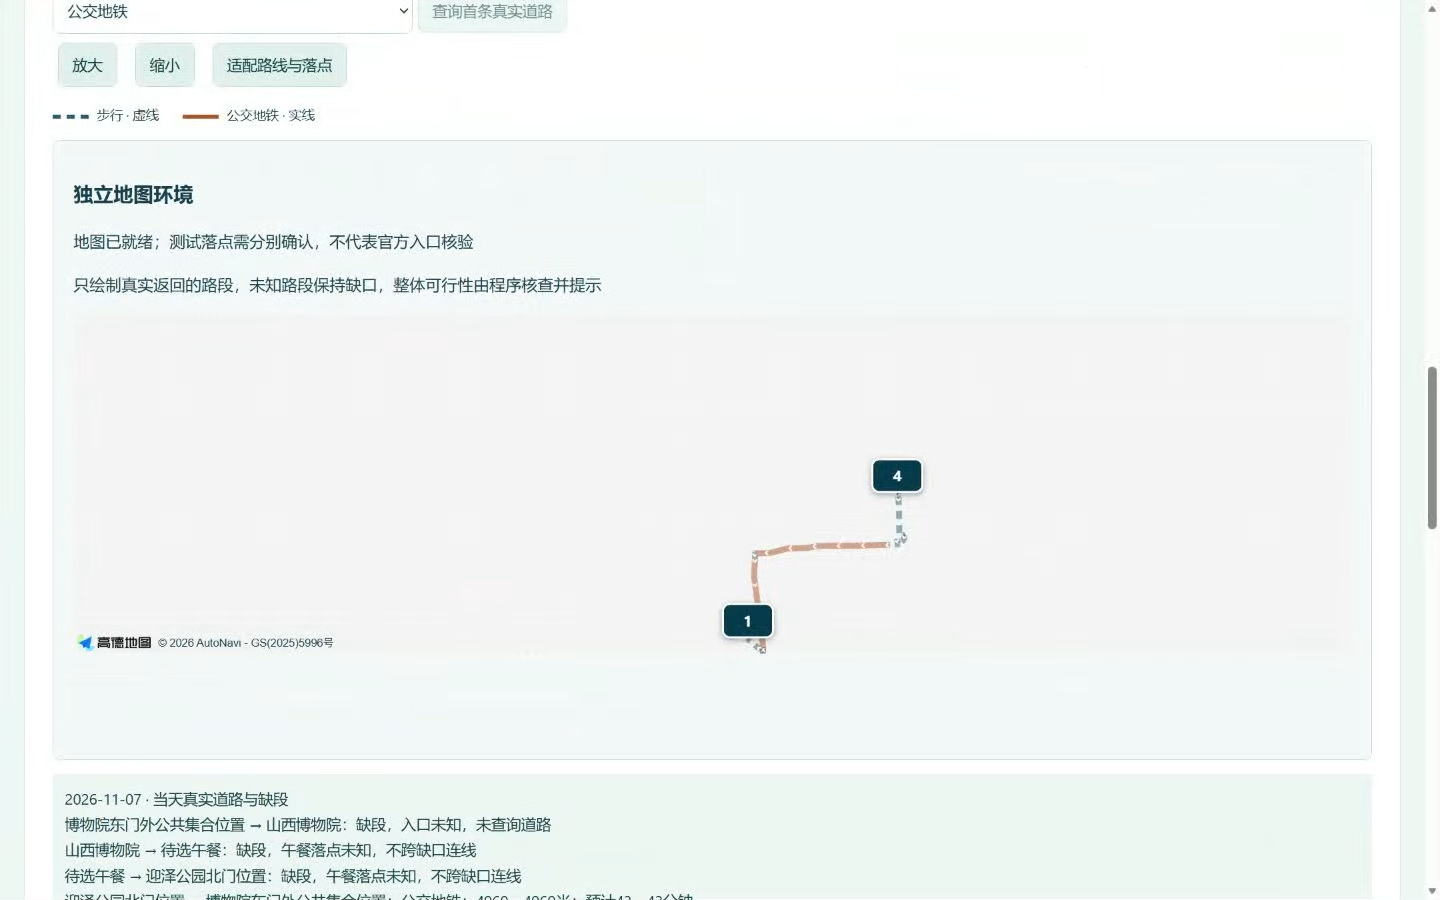 公交地铁
查询首条真实道路
放大
缩小
适配路线与落点
步行 · 虚线
公交地铁 · 实线
独立地图环境
地图已就绪；测试落点需分别确认，不代表官方入口核验
只绘制真实返回的路段，未知路段保持缺口，整体可行性由程序核查并提示
4
1
高德地图 © 2026 AutoNavi - GS(2025)5996号
2026-11-07 · 当天真实道路与缺段
博物院东门外公共集合位置 → 山西博物院：缺段，入口未知，未查询道路
山西博物院 → 待选午餐：缺段，午餐落点未知，不跨缺口连线
待选午餐 → 迎泽公园北门位置：缺段，午餐落点未知，不跨缺口连线